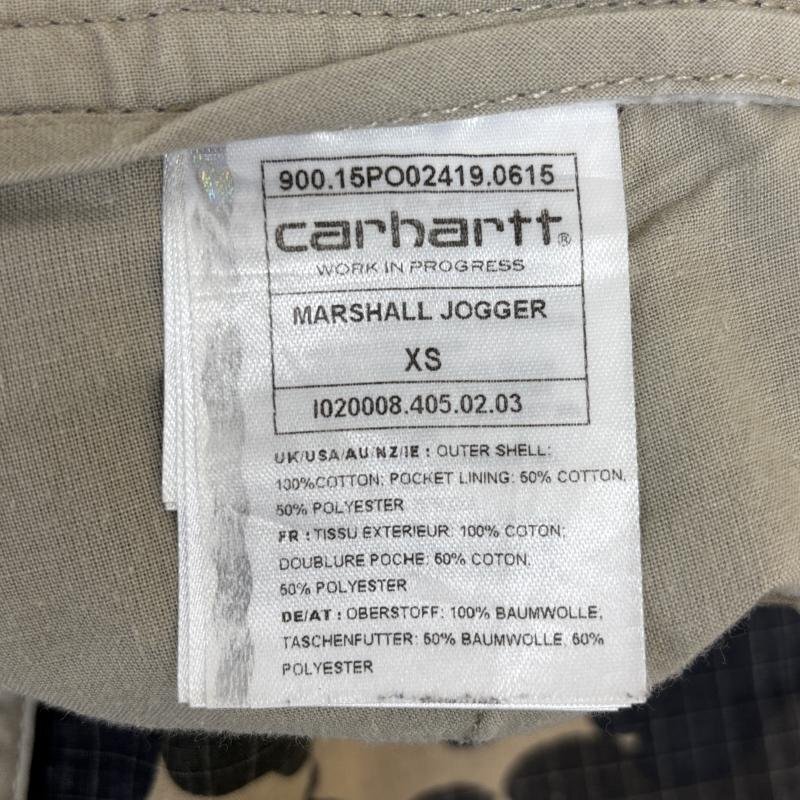 900.15PO02419.0615
carhartt®
WORK IN PROGRESS
MARSHALL JOGGER
XS
I020008.405.02.03
UK/USA/AU/NZ/IE : OUTER SHELL:
100%COTTON; POCKET LINING: 50% COTTON,
50% POLYESTER
FR : TISSU EXTERIEUR: 100% COTON;
DOUBLURE POCHE: 50% COTON,
50% POLYESTER
DE/AT : OBERSTOFF: 100% BAUMWOLLE,
TASCHENFUTTER: 50% BAUMWOLLE, 50%
POLYESTER